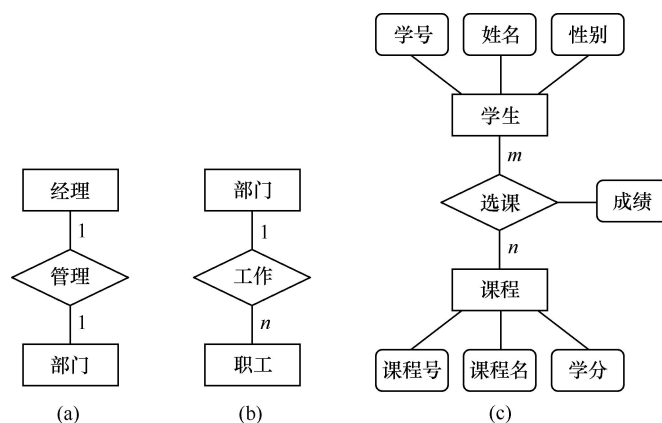 经理
1
管理
1
部门
(a)
部门
1
工作
n
职工
(b)
学号 姓名 性别
学生
m
选课 成绩
n
课程
课程号 课程名 学分
(c)